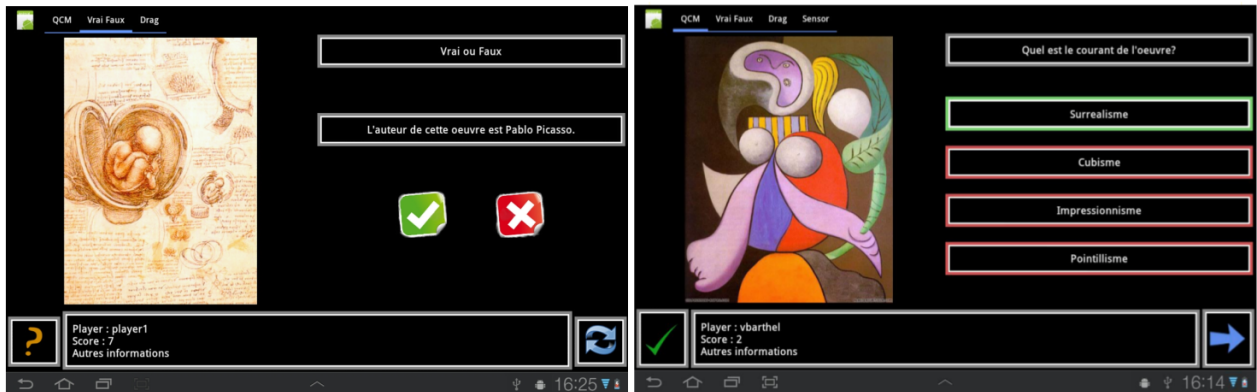 QCM Vrai Faux Drag
Vrai ou Faux
L'auteur de cette oeuvre est Pablo Picasso.
Player : player1
Score : 7
Autres informations
16:25
QCM Vrai Faux Drag Sensor
Quel est le courant de l'oeuvre?
Surrealisme
Cubisme
Impressionnisme
Pointillisme
Player : vbarthel
Score : 2
Autres informations
16:14